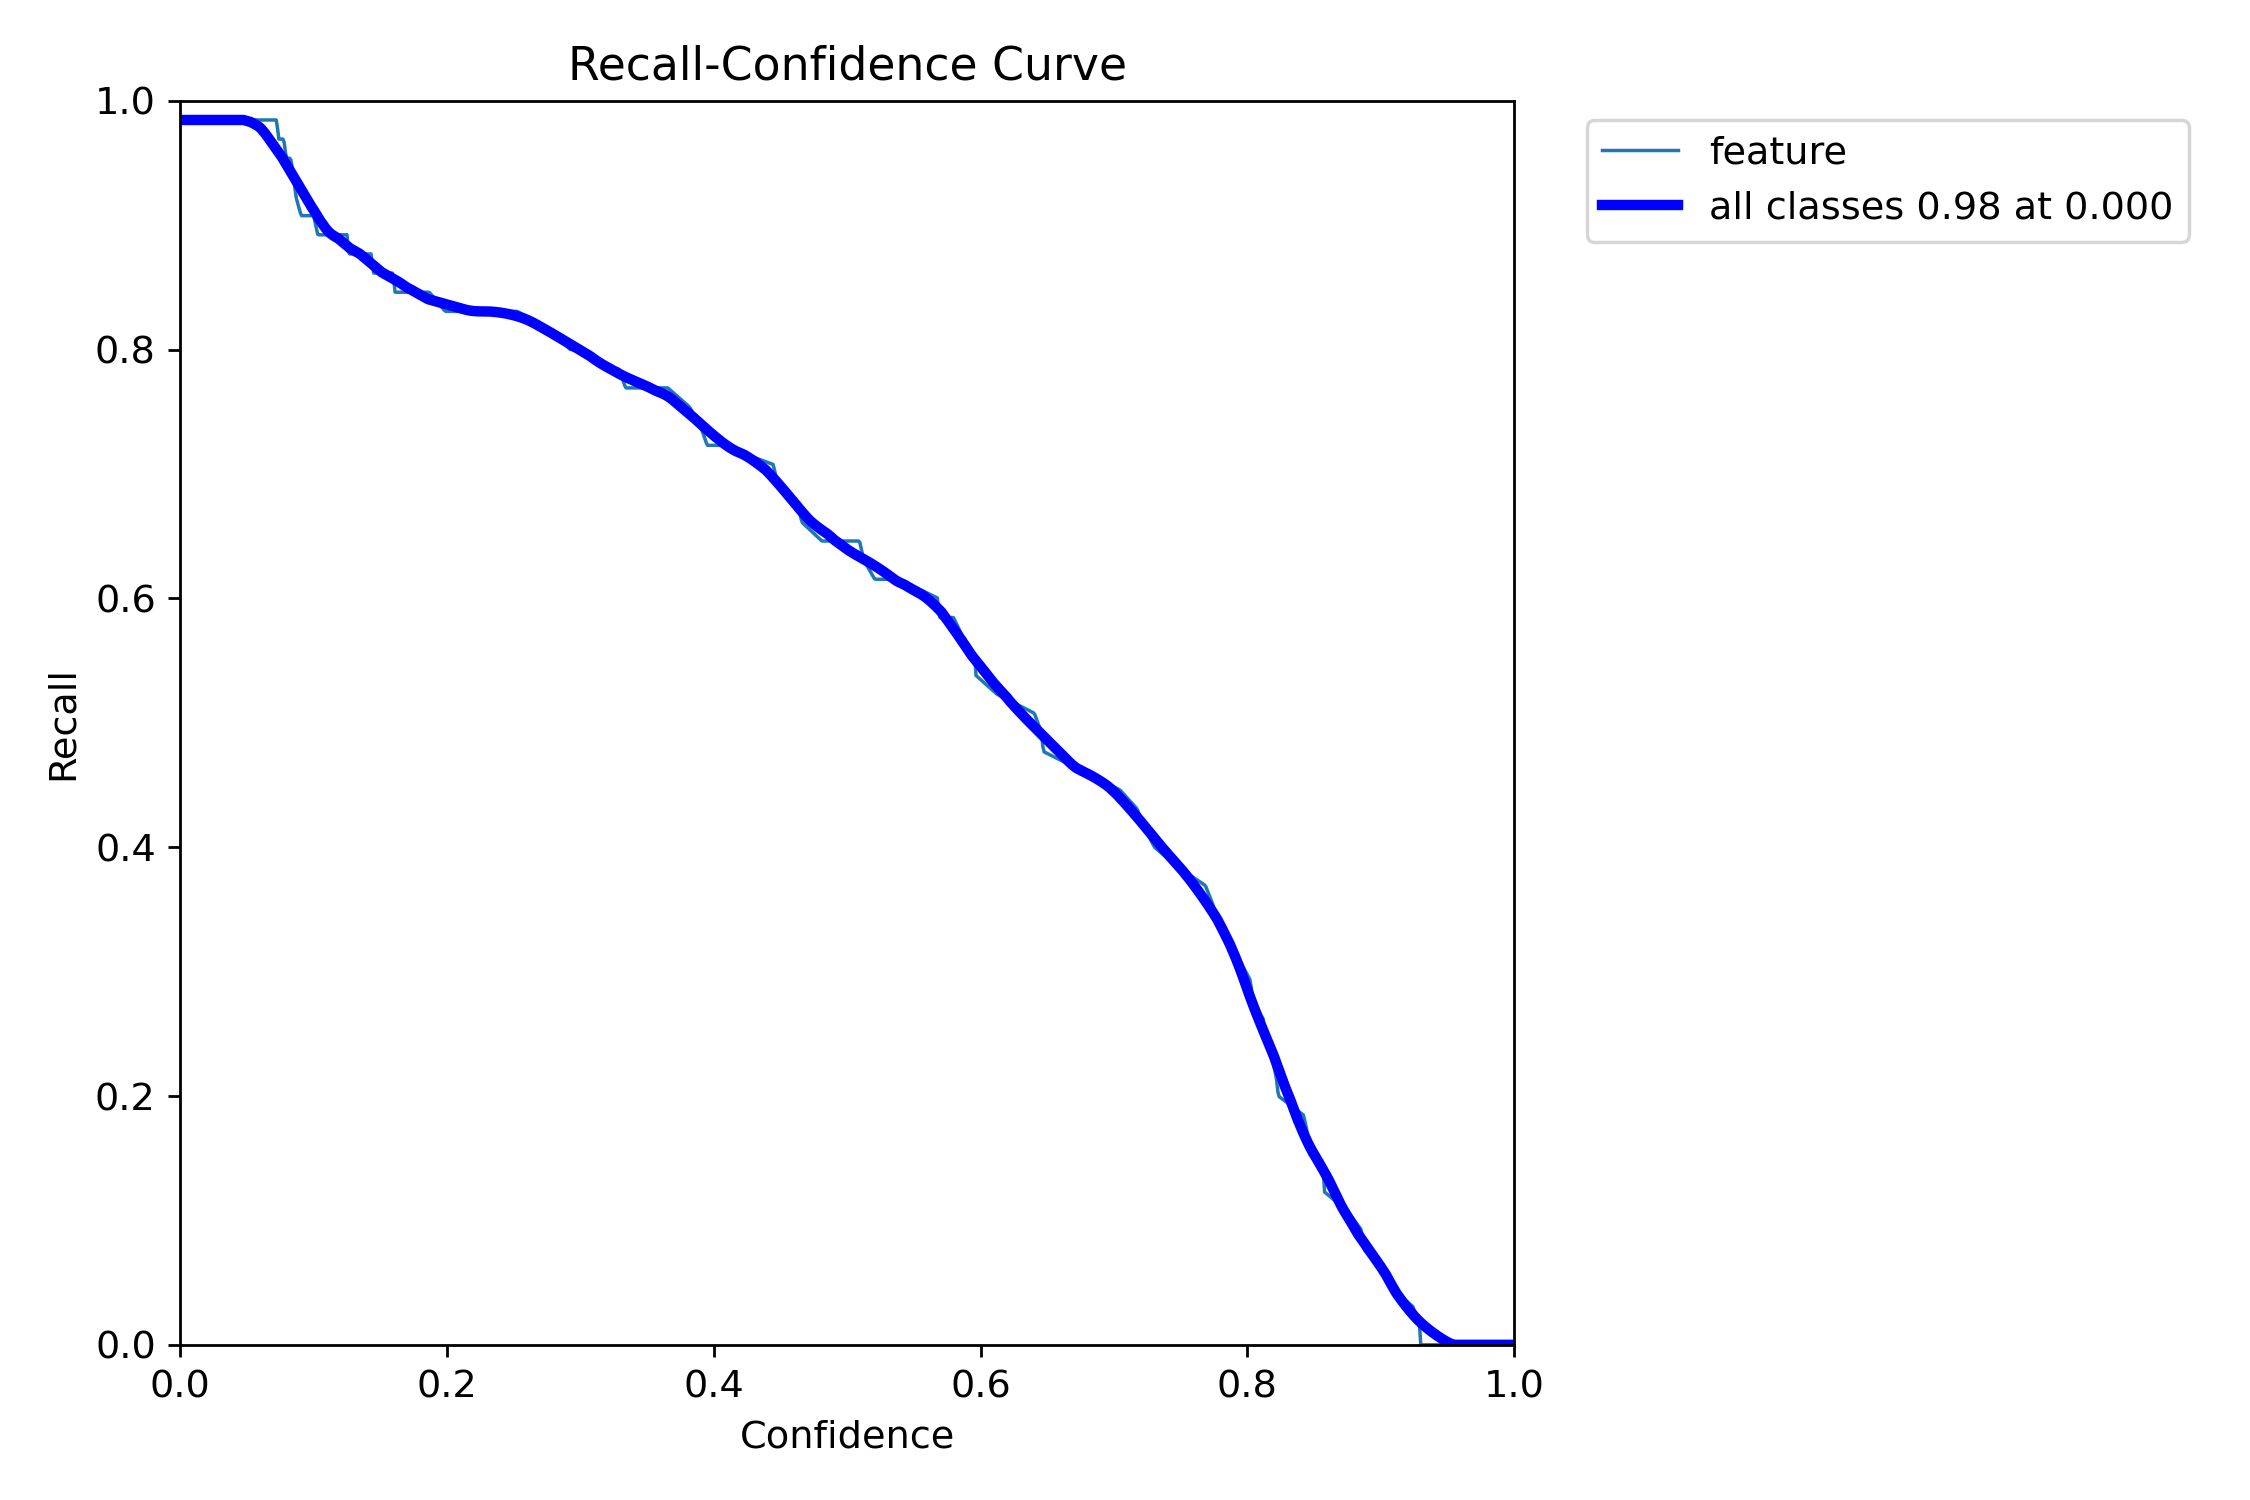 Recall-Confidence Curve
1.0
0.8
0.6
0.4
0.2
0.0
Recall
0.0 0.2 0.4 0.6 0.8 1.0
Confidence
feature
all classes 0.98 at 0.000